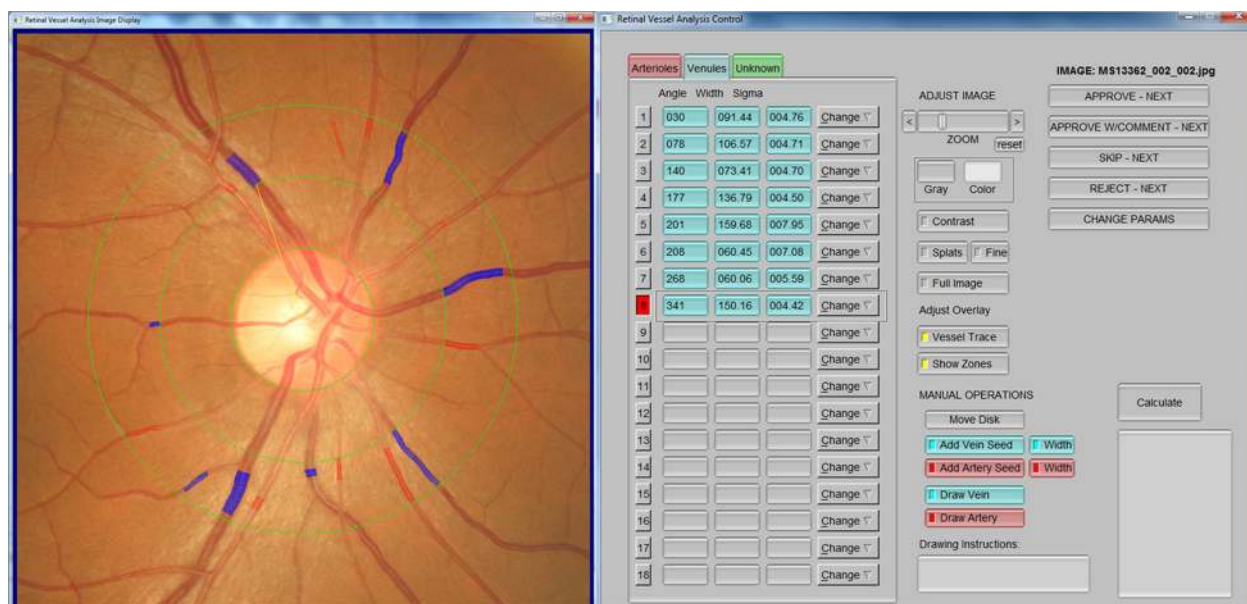 Retinal Vessel Analysis Image Display
Retinal Vessel Analysis Control
Arterioles Venules Unknown
Angle Width Sigma
1 030 091.44 004.76 Change
2 078 106.57 004.71 Change
3 140 073.41 004.70 Change
4 177 136.79 004.50 Change
5 201 159.68 007.95 Change
6 208 060.45 007.08 Change
7 268 060.06 005.59 Change
8 341 150.16 004.42 Change
9 Change
10 Change
11 Change
12 Change
13 Change
14 Change
15 Change
16 Change
17 Change
18 Change
ADJUST IMAGE
< >
ZOOM reset
Gray Color
Contrast
Splats Fine
Full Image
Adjust Overlay
Vessel Trace
Show Zones
MANUAL OPERATIONS
Move Disk
Add Vein Seed Width
Add Artery Seed Width
Draw Vein
Draw Artery
Drawing Instructions:
IMAGE: MS13362_002_002.jpg
APPROVE - NEXT
APPROVE W/COMMENT - NEXT
SKIP - NEXT
REJECT - NEXT
CHANGE PARAMS
Calculate